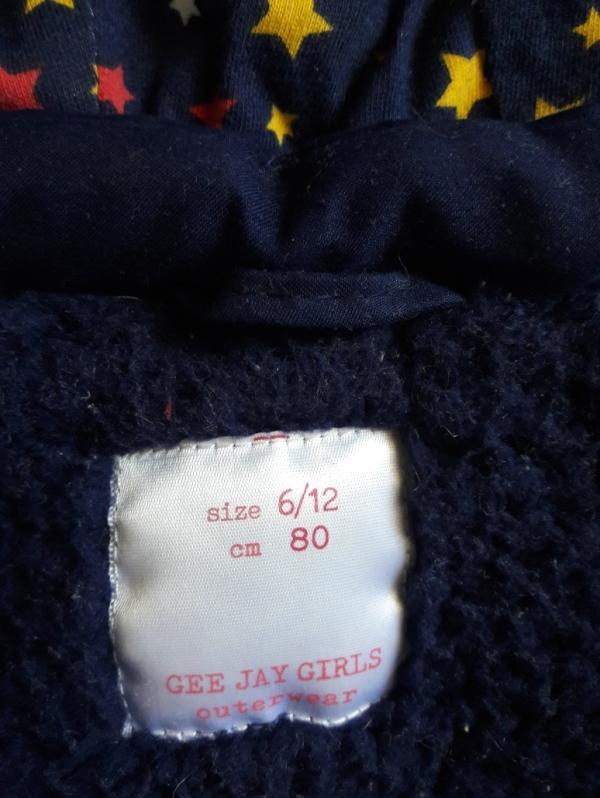 size 6/12
cm 80
GEE JAY GIRLS
outerwear